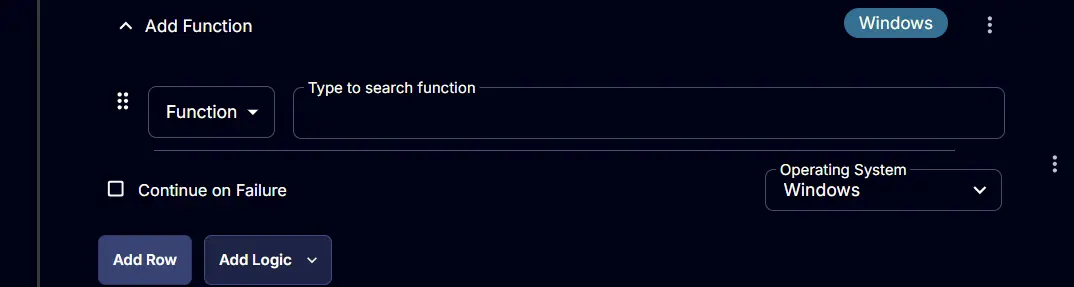 Add Function
Windows
Function
Type to search function
Continue on Failure
Operating System
Windows
Add Row
Add Logic